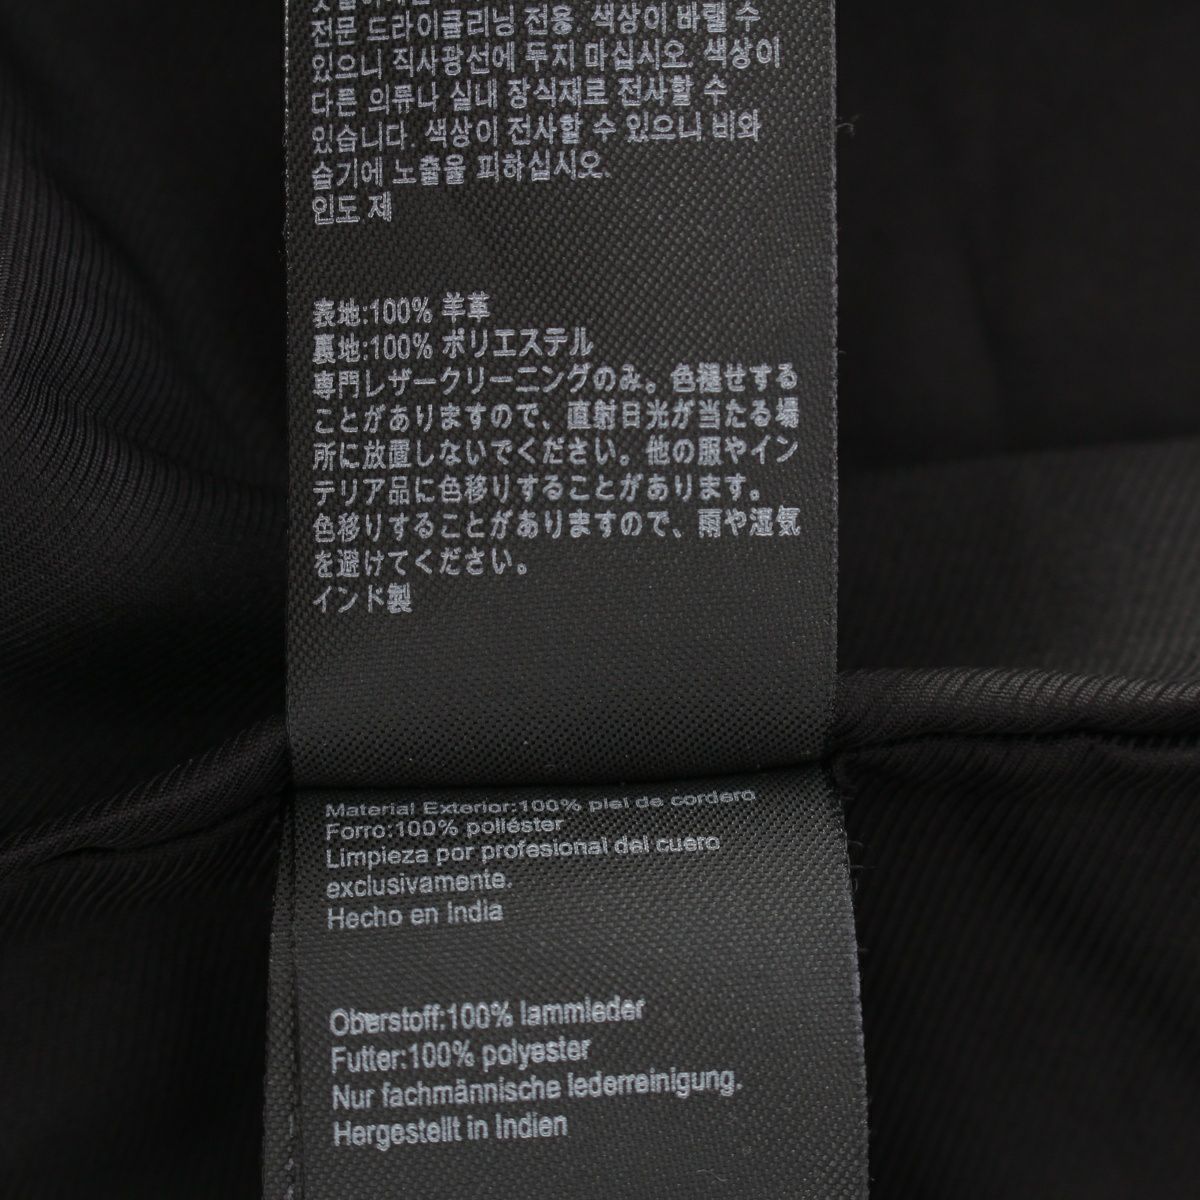 전문 드라이클리닝 전용. 색상이 바랠 수
있으니 직사광선에 두지 마십시오. 색상이
다른 의류나 실내 장식재로 전사할 수
있습니다. 색상이 전사할 수 있으니 비와
습기에 노출을 피하십시오.
인도 제
表地:100% 羊革
裏地:100% ポリエステル
専門レザークリーニングのみ。色褪せする
ことがありますので、直射日光が当たる場
所に放置しないでください。他の服やイン
テリア品に色移りすることがあります。
色移りすることがありますので、雨や湿気
を避けてください。
インド製
Material Exterior:100% piel de cordero
Forro:100% poliéster
Limpieza por profesional del cuero
exclusivamente.
Hecho en India
Oberstoff:100% lammleder
Futter:100% polyester
Nur fachmännische lederreinigung.
Hergestellt in Indien